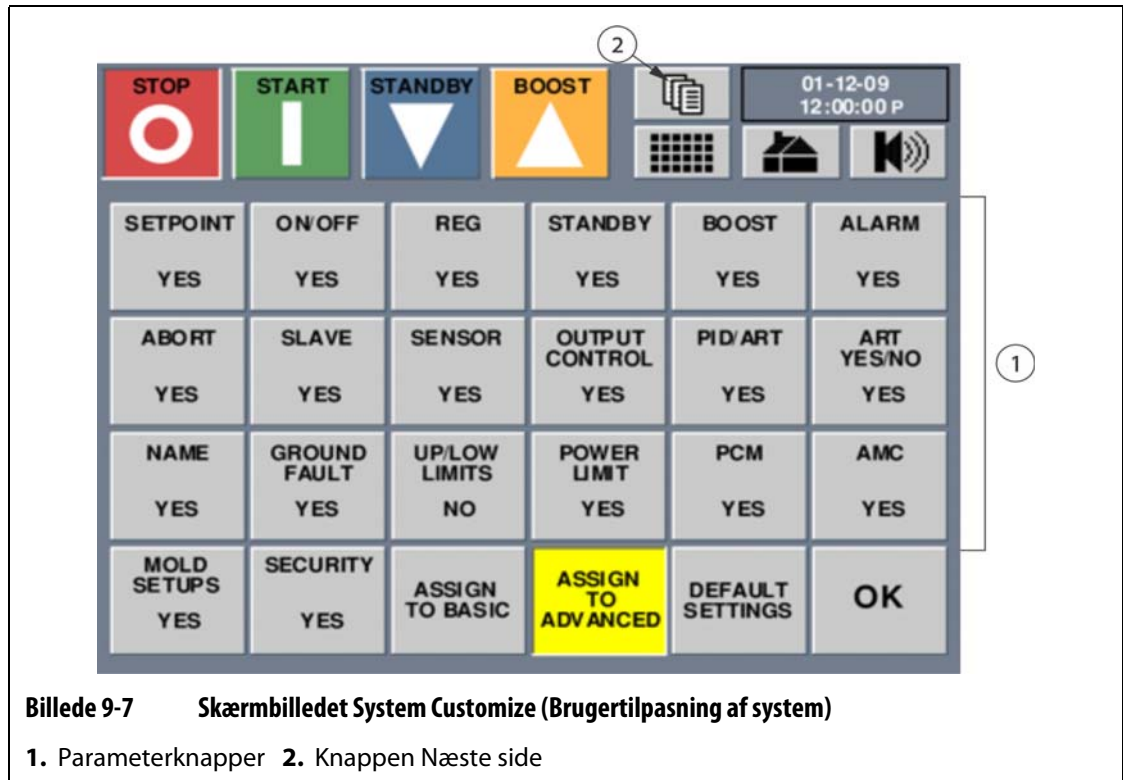 2
STOP START STANDBY BOOST
01-12-09
12:00:00 P
SETPOINT ON/OFF REG STANDBY BOOST ALARM
YES YES YES YES YES YES
ABORT SLAVE SENSOR OUTPUT CONTROL PID/ART ART YES/NO
YES YES YES YES YES YES
1
NAME GROUND FAULT UP/LOW LIMITS POWER LIMIT PCM AMC
YES YES NO YES YES YES
MOLD SETUPS YES SECURITY YES ASSIGN TO BASIC ASSIGN TO ADVANCED DEFAULT SETTINGS OK
Billede 9-7 Skærmbilledet System Customize (Brugertilpasning af system)
1. Parameterknapper 2. Knappen Næste side